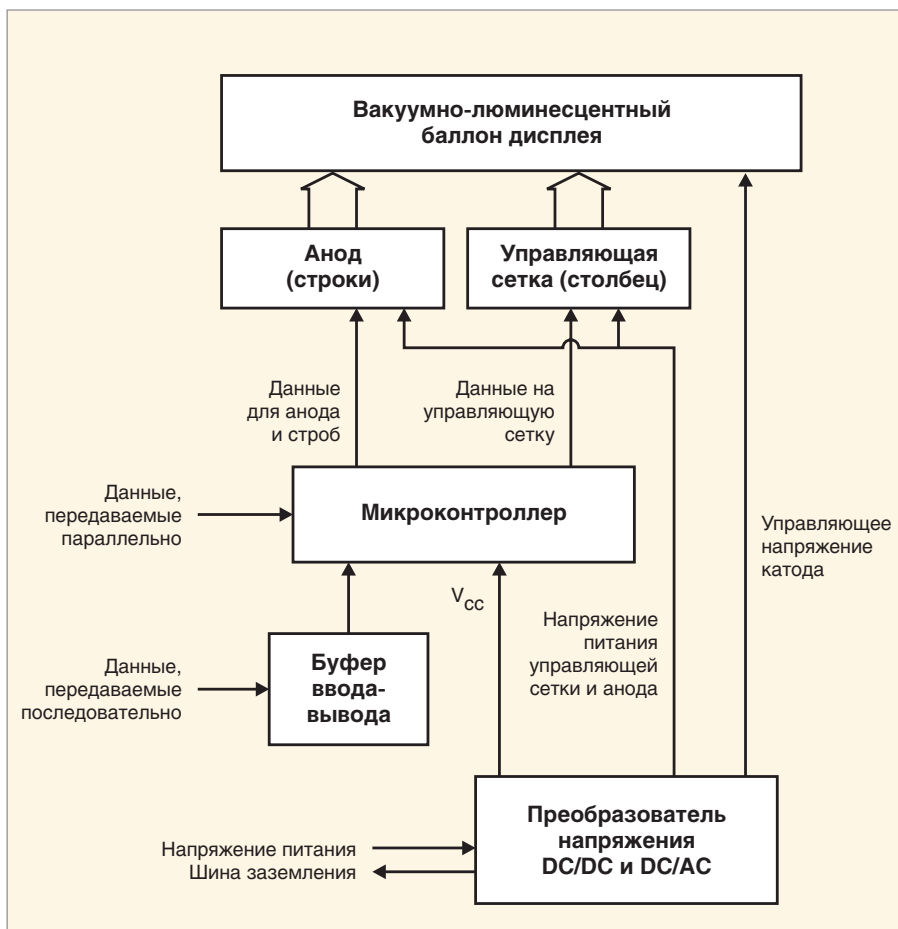 Вакуумно-люминесцентный
баллон дисплея
Анод
(строки)
Управляющая
сетка (столбец)
Данные
для анода
и строб
Данные на
управляющую
сетку
Данные,
передаваемые
параллельно
Микроконтроллер
Управляющее
напряжение
катода
VCC
Напряжение
питания
управляющей
сетки и анода
Данные,
передаваемые
последовательно
Буфер
ввода-
вывода
Преобразователь
напряжения
DC/DC и DC/AC
Напряжение питания
Шина заземления